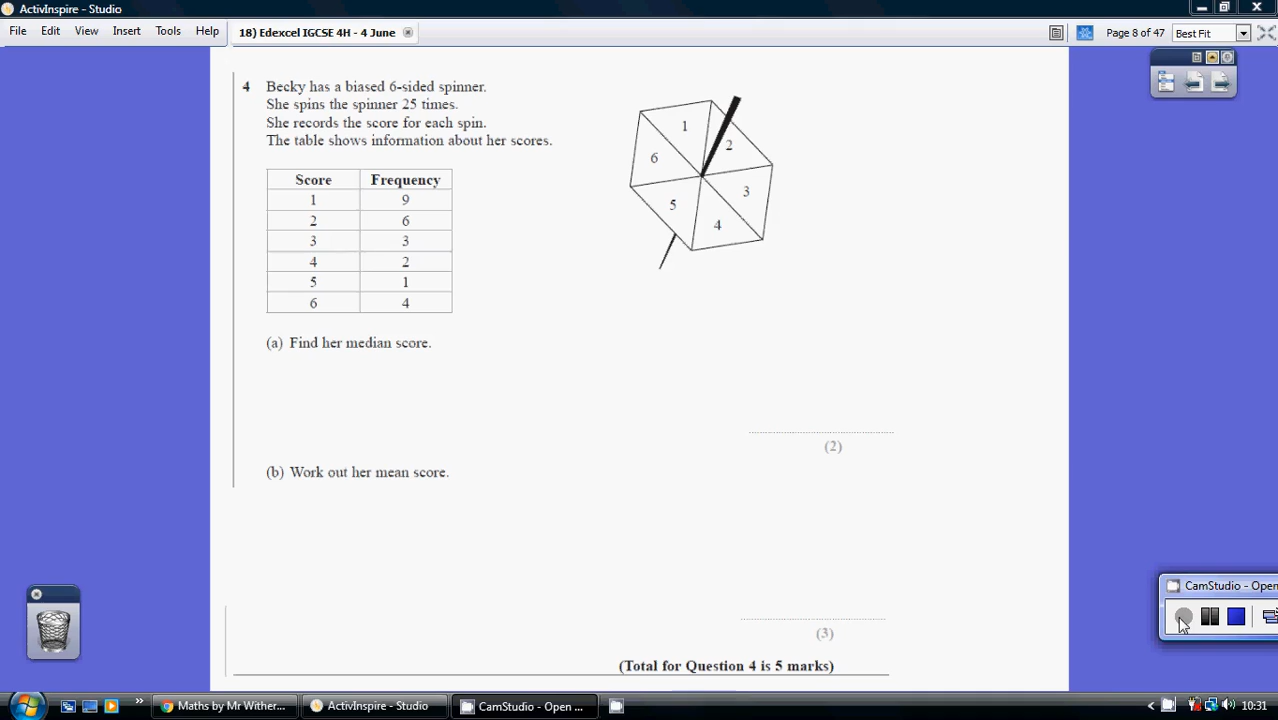 ActivInspire - Studio
File Edit View Insert Tools Help
18) Edexcel IGCSE 4H - 4 June
Page 8 of 47
Best Fit
4 Becky has a biased 6-sided spinner.
She spins the spinner 25 times.
She records the score for each spin.
The table shows information about her scores.
Score Frequency
1 9
2 6
3 3
4 2
5 1
6 4
1
2
3
4
5
6
(a) Find her median score.
(2)
(b) Work out her mean score.
(3)
(Total for Question 4 is 5 marks)
CamStudio - Open
Maths by Mr Wither...
ActivInspire - Studio
CamStudio - Open ...
10:31